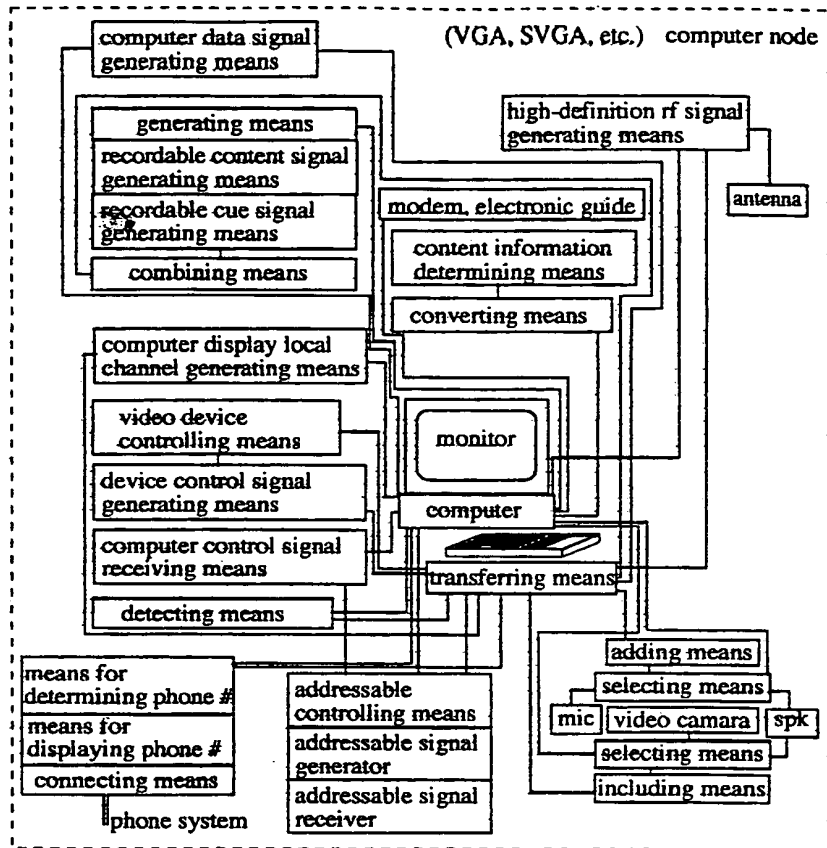 (VGA, SVGA, etc.) computer node
computer data signal
generating means
generating means
recordable content signal
generating means
recordable cue signal
generating means
combining means
high-definition rf signal
generating means
antenna
modem, electronic guide
content information
determining means
converting means
computer display local
channel generating means
video device
controlling means
device control signal
generating means
computer control signal
receiving means
detecting means
monitor
computer
transferring means
means for
determining phone #
means for
displaying phone #
connecting means
phone system
addressable
controlling means
addressable signal
generator
addressable signal
receiver
adding means
selecting means
mic
video camara
spk
selecting means
including means